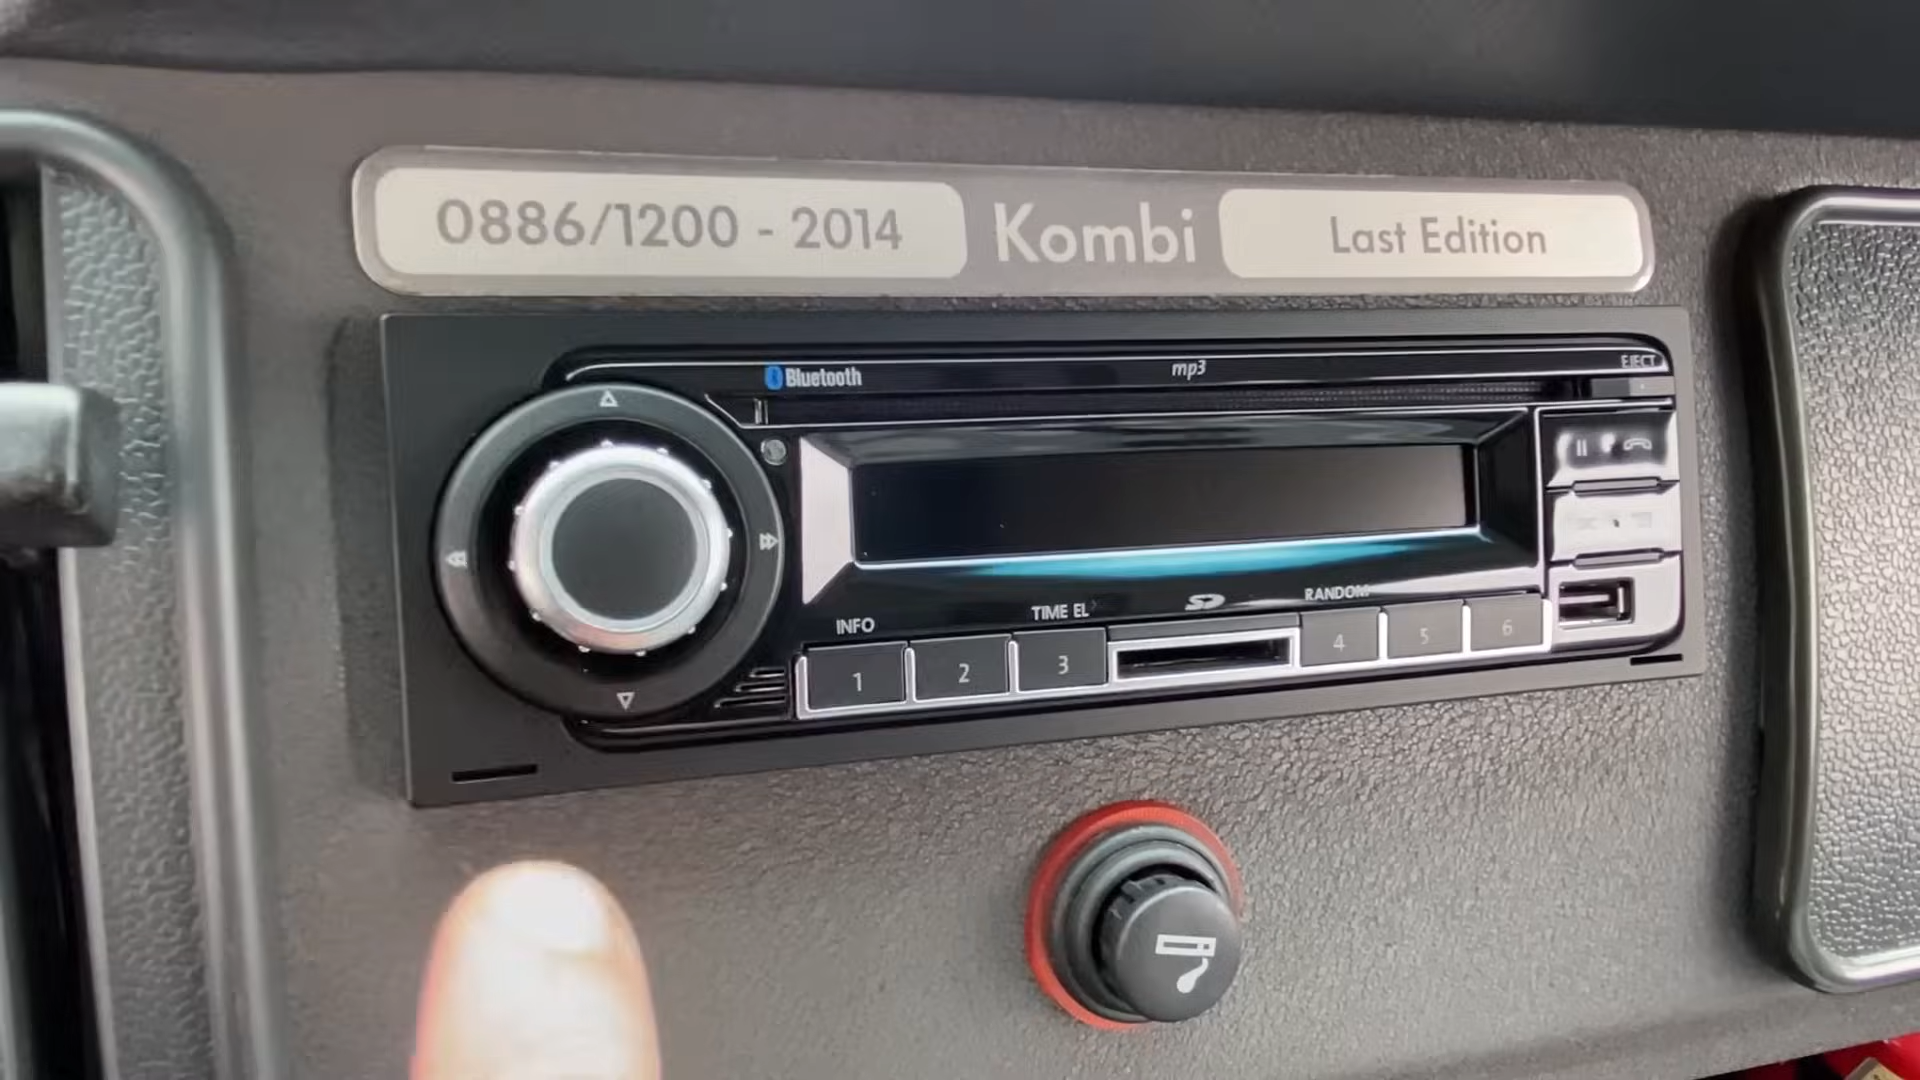 0886/1200 - 2014 Kombi Last Edition
Bluetooth mp3 EJECT
INFO TIME EL RANDOM
1 2 3 4 5 6